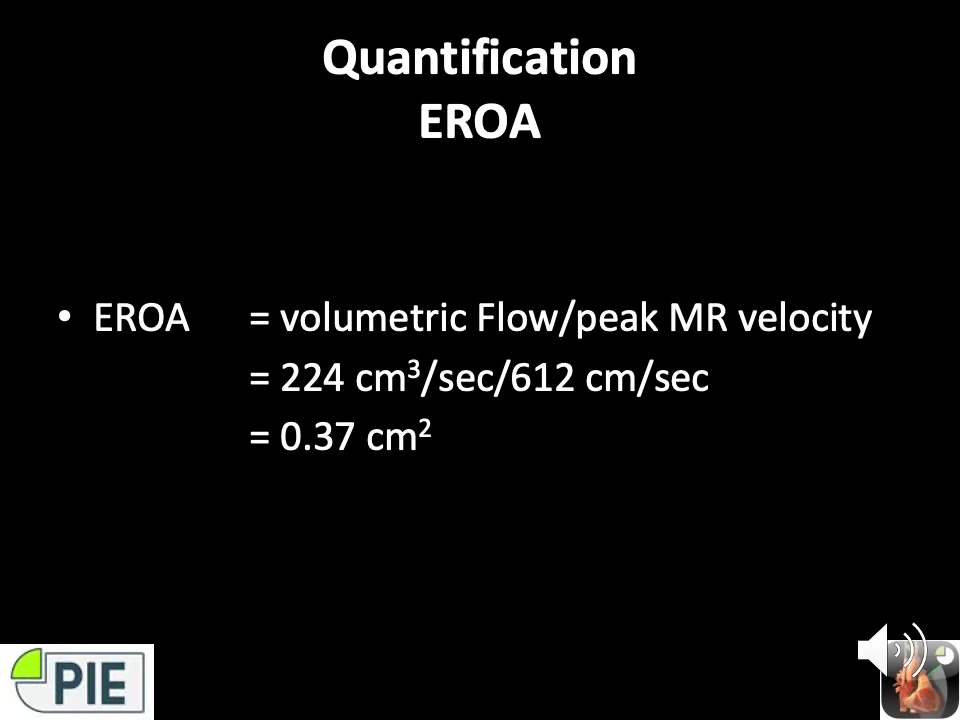 Quantification
EROA
• EROA = volumetric Flow/peak MR velocity
= 224 cm³/sec/612 cm/sec
= 0.37 cm²
PIE